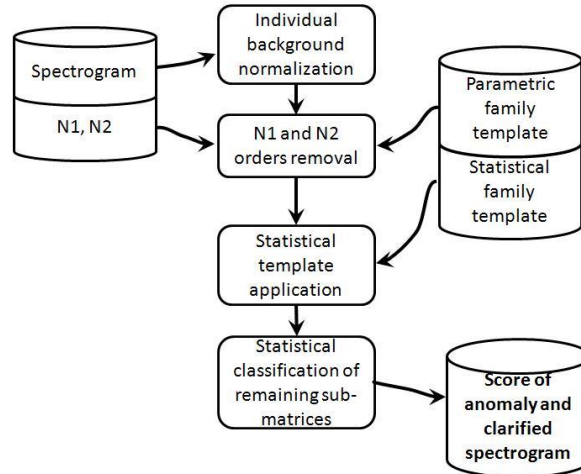 Individual
background
normalization
Spectrogram
N1, N2
Parametric
family
template
N1 and N2
orders removal
Statistical
family
template
Statistical
template
application
Statistical
classification of
remaining sub-
matrices
Score of
anomaly and
clarified
spectrogram